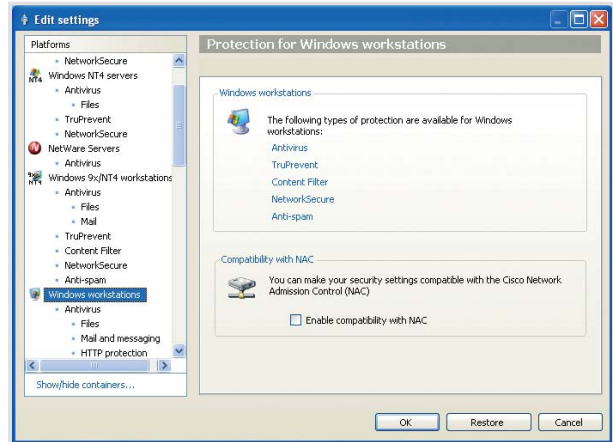 Edit settings
Platforms
NetworkSecure
NT4
Windows NT4 servers
Antivirus
Files
TruPrevent
NetworkSecure
NetWare Servers
Antivirus
9x/
NT4
Windows 9x/NT4 workstations
Antivirus
Files
Mail
TruPrevent
Content Filter
NetworkSecure
Anti-spam
Windows workstations
Antivirus
Files
Mail and messaging
HTTP protection
Show/hide containers...
Protection for Windows workstations
Windows workstations
The following types of protection are available for Windows
workstations:
Antivirus
TruPrevent
Content Filter
NetworkSecure
Anti-spam
Compatibility with NAC
You can make your security settings compatible with the Cisco Network
Admission Control (NAC)
Enable compatibility with NAC
OK
Restore
Cancel